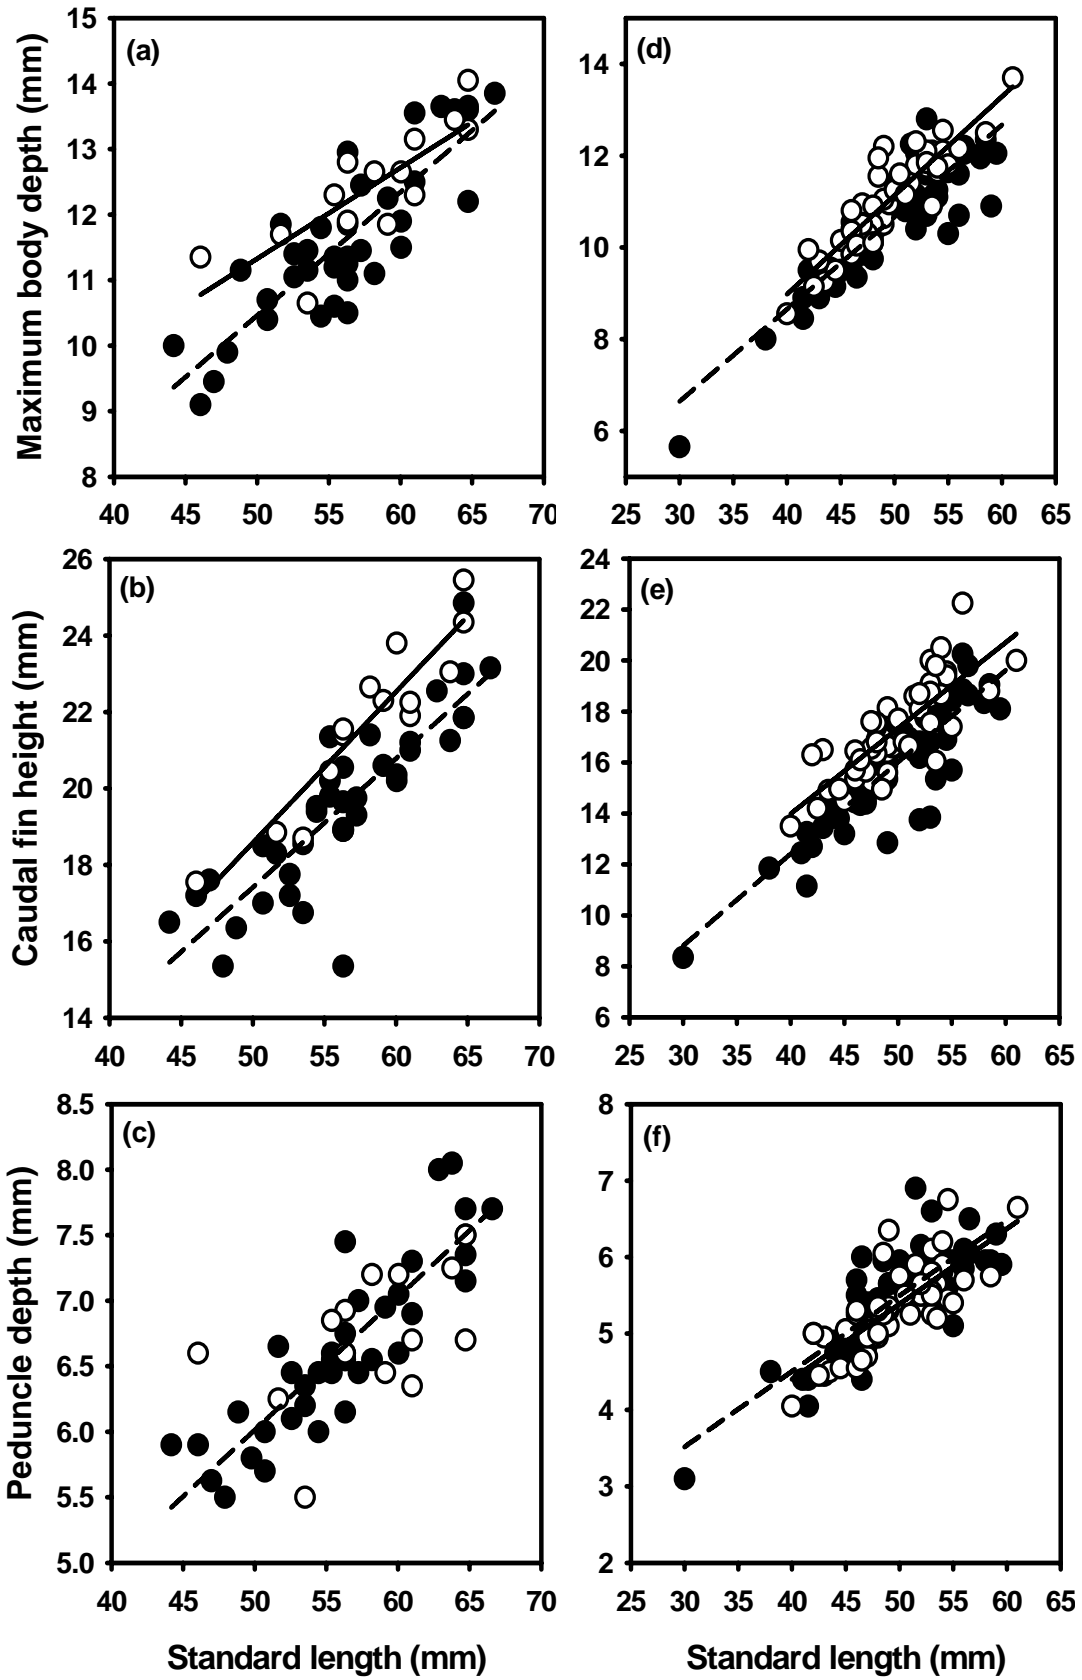 Maximum body depth (mm)
(a)
15
14
13
12
11
10
9
8
40 45 50 55 60 65 70
(d)
14
12
10
8
6
25 30 35 40 45 50 55 60 65
Caudal fin height (mm)
(b)
26
24
22
20
18
16
14
40 45 50 55 60 65 70
(e)
24
22
20
18
16
14
12
10
8
6
25 30 35 40 45 50 55 60 65
Peduncle depth (mm)
(c)
8.5
8.0
7.5
7.0
6.5
6.0
5.5
5.0
40 45 50 55 60 65 70
Standard length (mm)
(f)
8
7
6
5
4
3
2
25 30 35 40 45 50 55 60 65
Standard length (mm)